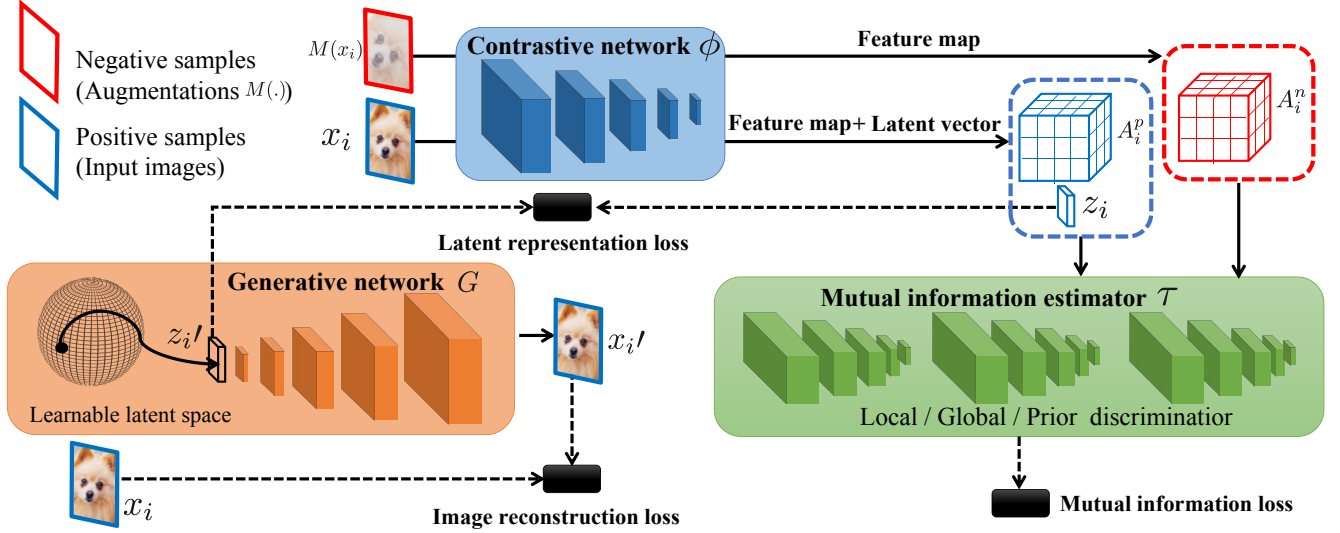 Negative samples
(Augmentations M(.))
Positive samples
(Input images)
M(x_i)
x_i
Contrastive network ϕ
Feature map
Feature map+ Latent vector
A_i^p
A_i^n
z_i
Latent representation loss
Generative network G
z_i′
Learnable latent space
x_i′
x_i
Image reconstruction loss
Mutual information estimator τ
Local / Global / Prior discriminatior
Mutual information loss